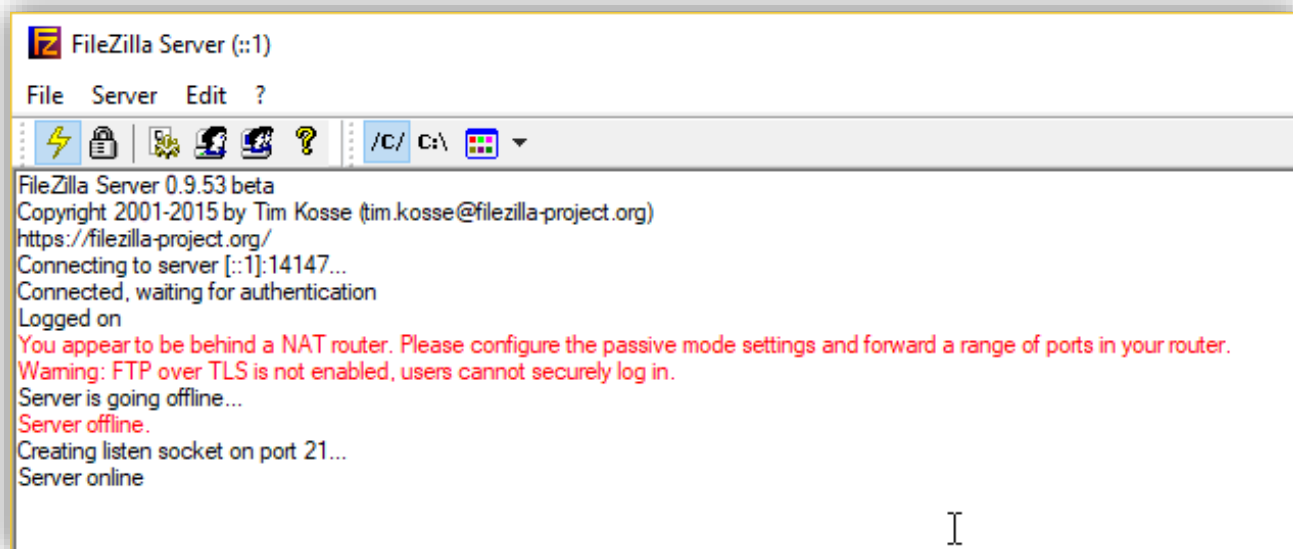 FileZilla Server (::1)
File Server Edit ?
/C/ C:\
FileZilla Server 0.9.53 beta
Copyright 2001-2015 by Tim Kosse (tim.kosse@filezilla-project.org)
https://filezilla-project.org/
Connecting to server [::1]:14147...
Connected, waiting for authentication
Logged on
You appear to be behind a NAT router. Please configure the passive mode settings and forward a range of ports in your router.
Warning: FTP over TLS is not enabled, users cannot securely log in.
Server is going offline...
Server offline.
Creating listen socket on port 21...
Server online